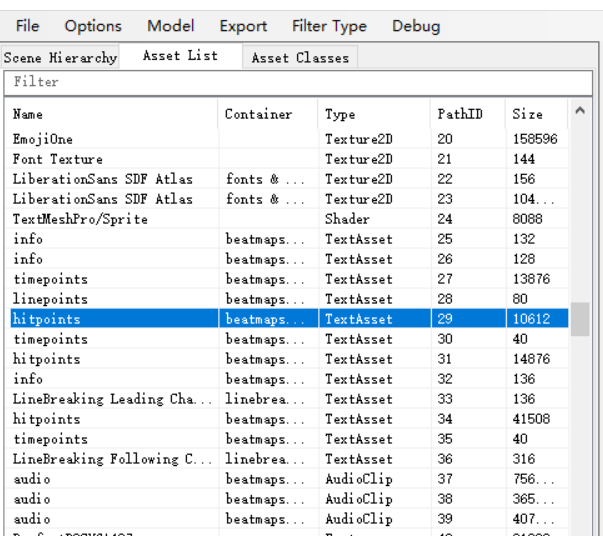 File Options Model Export Filter Type Debug
Scene Hierarchy Asset List Asset Classes
Filter
Name Container Type PathID Size
EmojiOne Texture2D 20 158596
Font Texture Texture2D 21 144
LiberationSans SDF Atlas fonts & ... Texture2D 22 156
LiberationSans SDF Atlas fonts & ... Texture2D 23 104...
TextMeshPro/Sprite Shader 24 8088
info beatmaps... TextAsset 25 132
info beatmaps... TextAsset 26 128
timepoints beatmaps... TextAsset 27 13876
linepoints beatmaps... TextAsset 28 80
hitpoints beatmaps... TextAsset 29 10612
timepoints beatmaps... TextAsset 30 40
hitpoints beatmaps... TextAsset 31 14876
info beatmaps... TextAsset 32 136
LineBreaking Leading Cha... linebrea... TextAsset 33 136
hitpoints beatmaps... TextAsset 34 41508
timepoints beatmaps... TextAsset 35 40
LineBreaking Following C... linebrea... TextAsset 36 316
audio beatmaps... AudioClip 37 756...
audio beatmaps... AudioClip 38 365...
audio beatmaps... AudioClip 39 407...